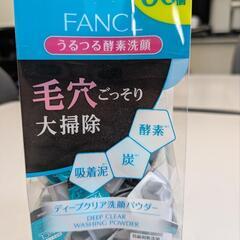 FANCL
うるつる酵素洗顔
毛穴ごっそり
大掃除
酵素
炭
吸着泥
ディープクリア洗顔パウダー
DEEP CLEAR
WASHING POWDER